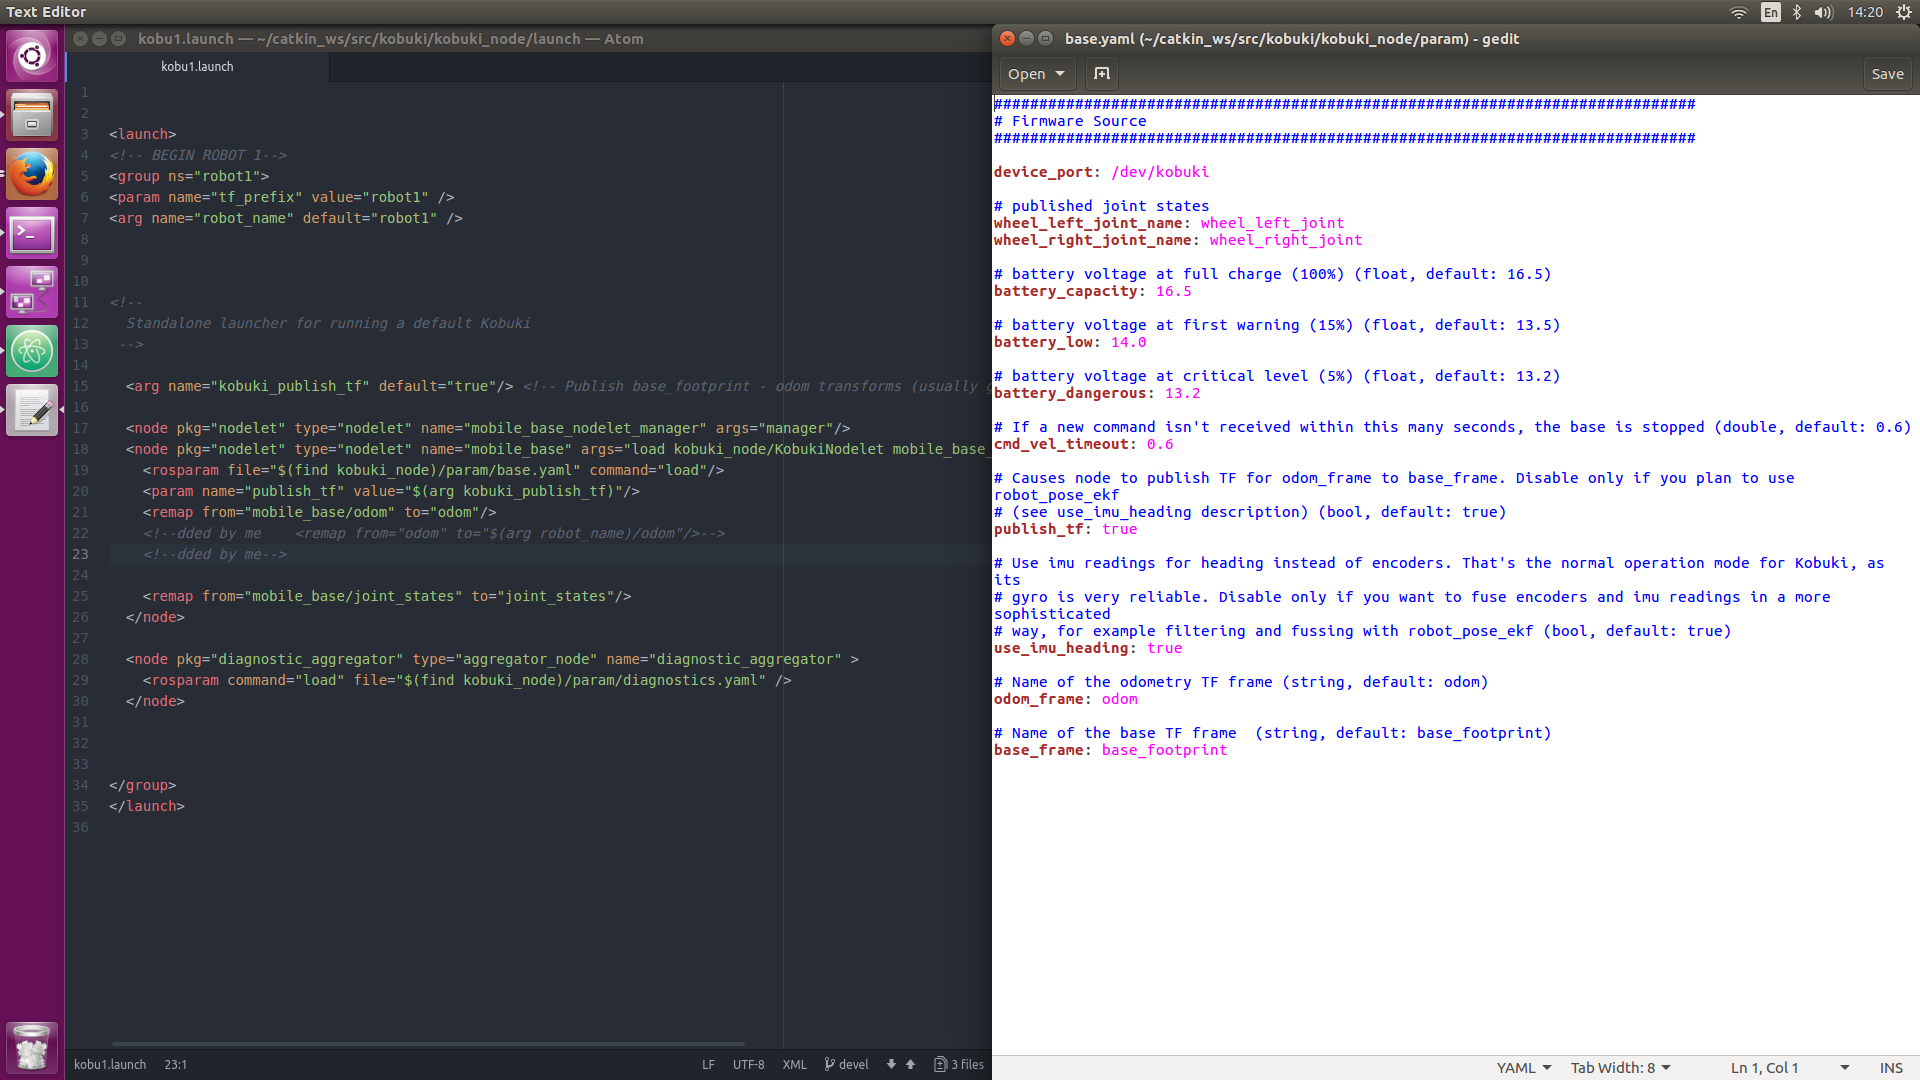 Text Editor
En
14:20
kobu1.launch — ~/catkin_ws/src/kobuki/kobuki_node/launch — Atom
kobu1.launch
1
2
3 <launch>
4 <!-- BEGIN ROBOT 1-->
5 <group ns="robot1">
6 <param name="tf_prefix" value="robot1" />
7 <arg name="robot_name" default="robot1" />
8
9
10
11 <!--
12 Standalone launcher for running a default Kobuki
13 -->
14
15 <arg name="kobuki_publish_tf" default="true"/> <!-- Publish base_footprint - odom transforms (usually g
16
17 <node pkg="nodelet" type="nodelet" name="mobile_base_nodelet_manager" args="manager"/>
18 <node pkg="nodelet" type="nodelet" name="mobile_base" args="load kobuki_node/KobukiNodelet mobile_base_
19 <rosparam file="$(find kobuki_node)/param/base.yaml" command="load"/>
20 <param name="publish_tf" value="$(arg kobuki_publish_tf)"/>
21 <remap from="mobile_base/odom" to="odom"/>
22 <!--dded by me    <remap from="odom" to="$(arg robot_name)/odom"/>-->
23 <!--dded by me-->
24
25 <remap from="mobile_base/joint_states" to="joint_states"/>
26 </node>
27
28 <node pkg="diagnostic_aggregator" type="aggregator_node" name="diagnostic_aggregator" >
29 <rosparam command="load" file="$(find kobuki_node)/param/diagnostics.yaml" />
30 </node>
31
32
33
34 </group>
35 </launch>
36
kobu1.launch 23:1 LF UTF-8 XML devel 3 files
base.yaml (~/catkin_ws/src/kobuki/kobuki_node/param) - gedit
Open Save
##############################################################################
# Firmware Source
##############################################################################
device_port: /dev/kobuki
# published joint states
wheel_left_joint_name: wheel_left_joint
wheel_right_joint_name: wheel_right_joint
# battery voltage at full charge (100%) (float, default: 16.5)
battery_capacity: 16.5
# battery voltage at first warning (15%) (float, default: 13.5)
battery_low: 14.0
# battery voltage at critical level (5%) (float, default: 13.2)
battery_dangerous: 13.2
# If a new command isn't received within this many seconds, the base is stopped (double, default: 0.6)
cmd_vel_timeout: 0.6
# Causes node to publish TF for odom_frame to base_frame. Disable only if you plan to use
robot_pose_ekf
# (see use_imu_heading description) (bool, default: true)
publish_tf: true
# Use imu readings for heading instead of encoders. That's the normal operation mode for Kobuki, as
its
# gyro is very reliable. Disable only if you want to fuse encoders and imu readings in a more
sophisticated
# way, for example filtering and fussing with robot_pose_ekf (bool, default: true)
use_imu_heading: true
# Name of the odometry TF frame (string, default: odom)
odom_frame: odom
# Name of the base TF frame  (string, default: base_footprint)
base_frame: base_footprint
YAML Tab Width: 8 Ln 1, Col 1 INS